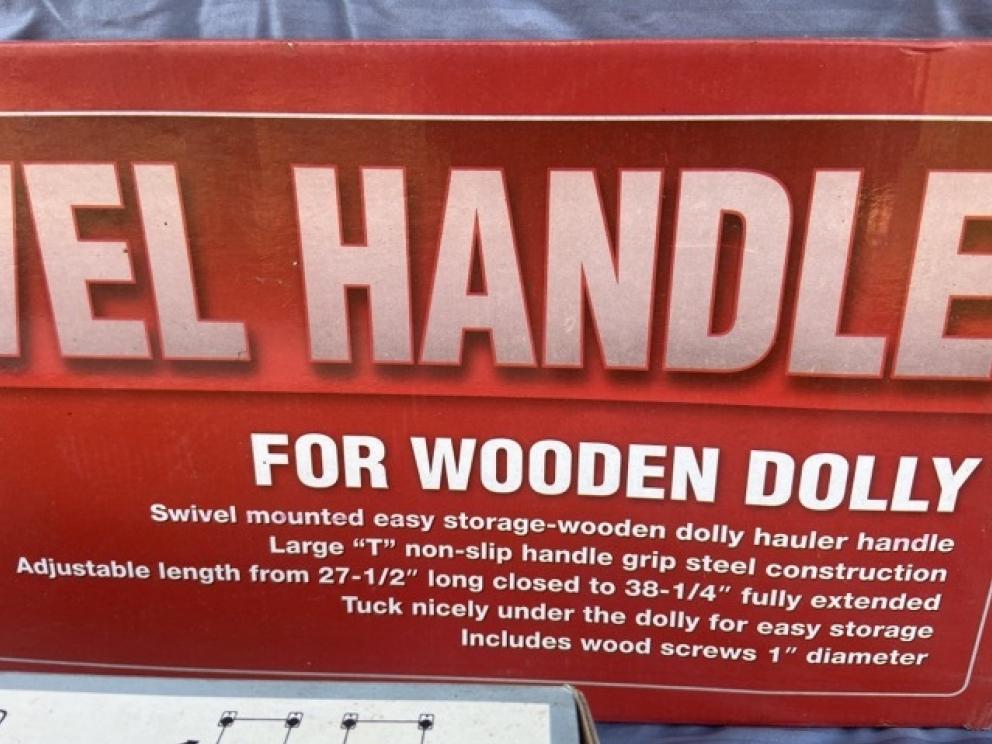 VEL HANDLE
FOR WOODEN DOLLY
Swivel mounted easy storage-wooden dolly hauler handle
Large “T” non-slip handle grip steel construction
Adjustable length from 27-1/2″ long closed to 38-1/4″ fully extended
Tuck nicely under the dolly for easy storage
Includes wood screws 1″ diameter